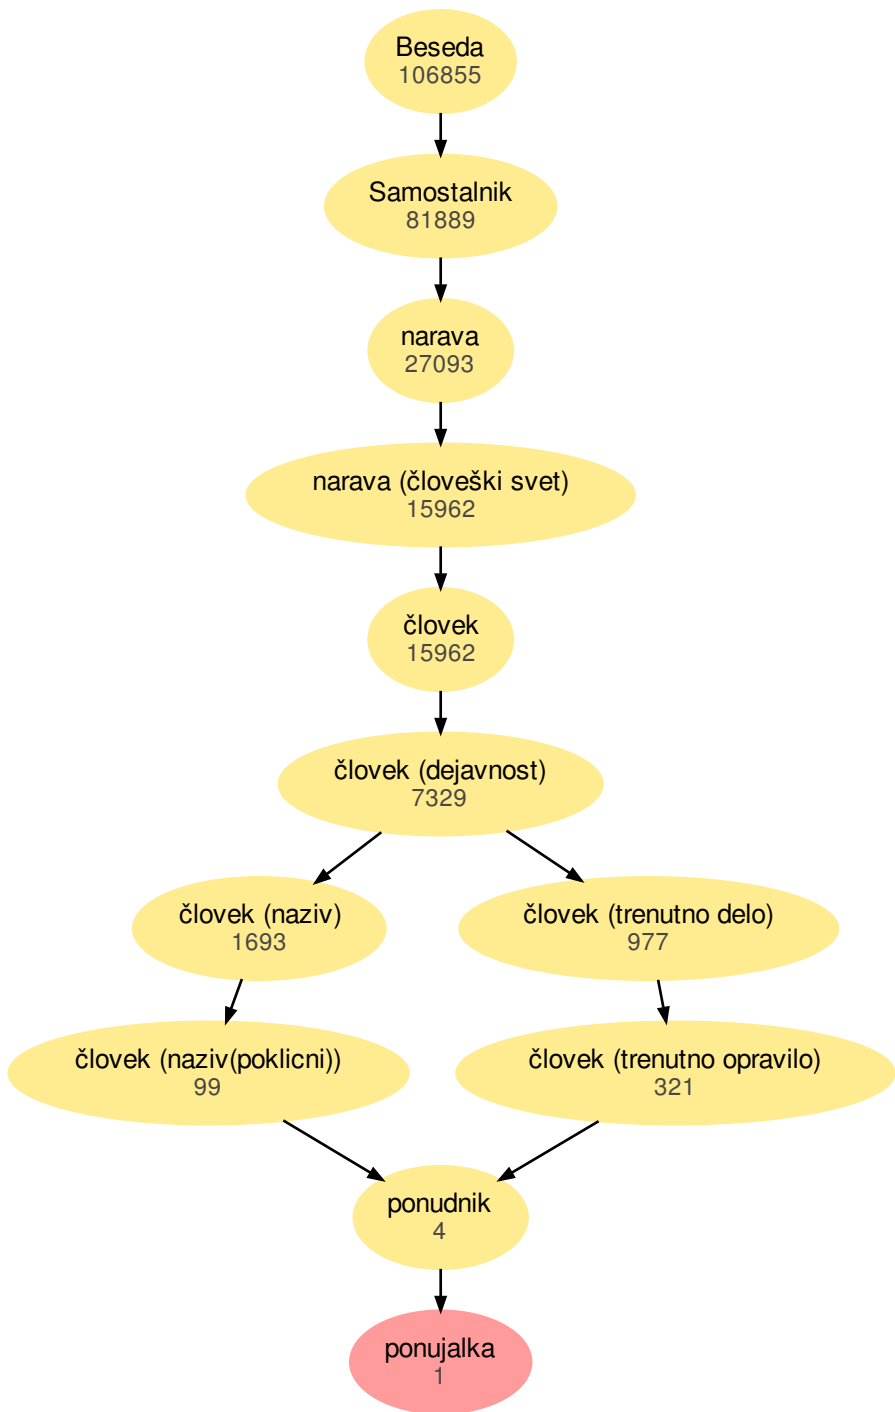 Beseda
106855
Samostalnik
81889
narava
27093
narava (človeški svet)
15962
človek
15962
človek (dejavnost)
7329
človek (naziv)
1693
človek (trenutno delo)
977
človek (naziv(poklicni))
99
človek (trenutno opravilo)
321
ponudnik
4
ponujalka
1